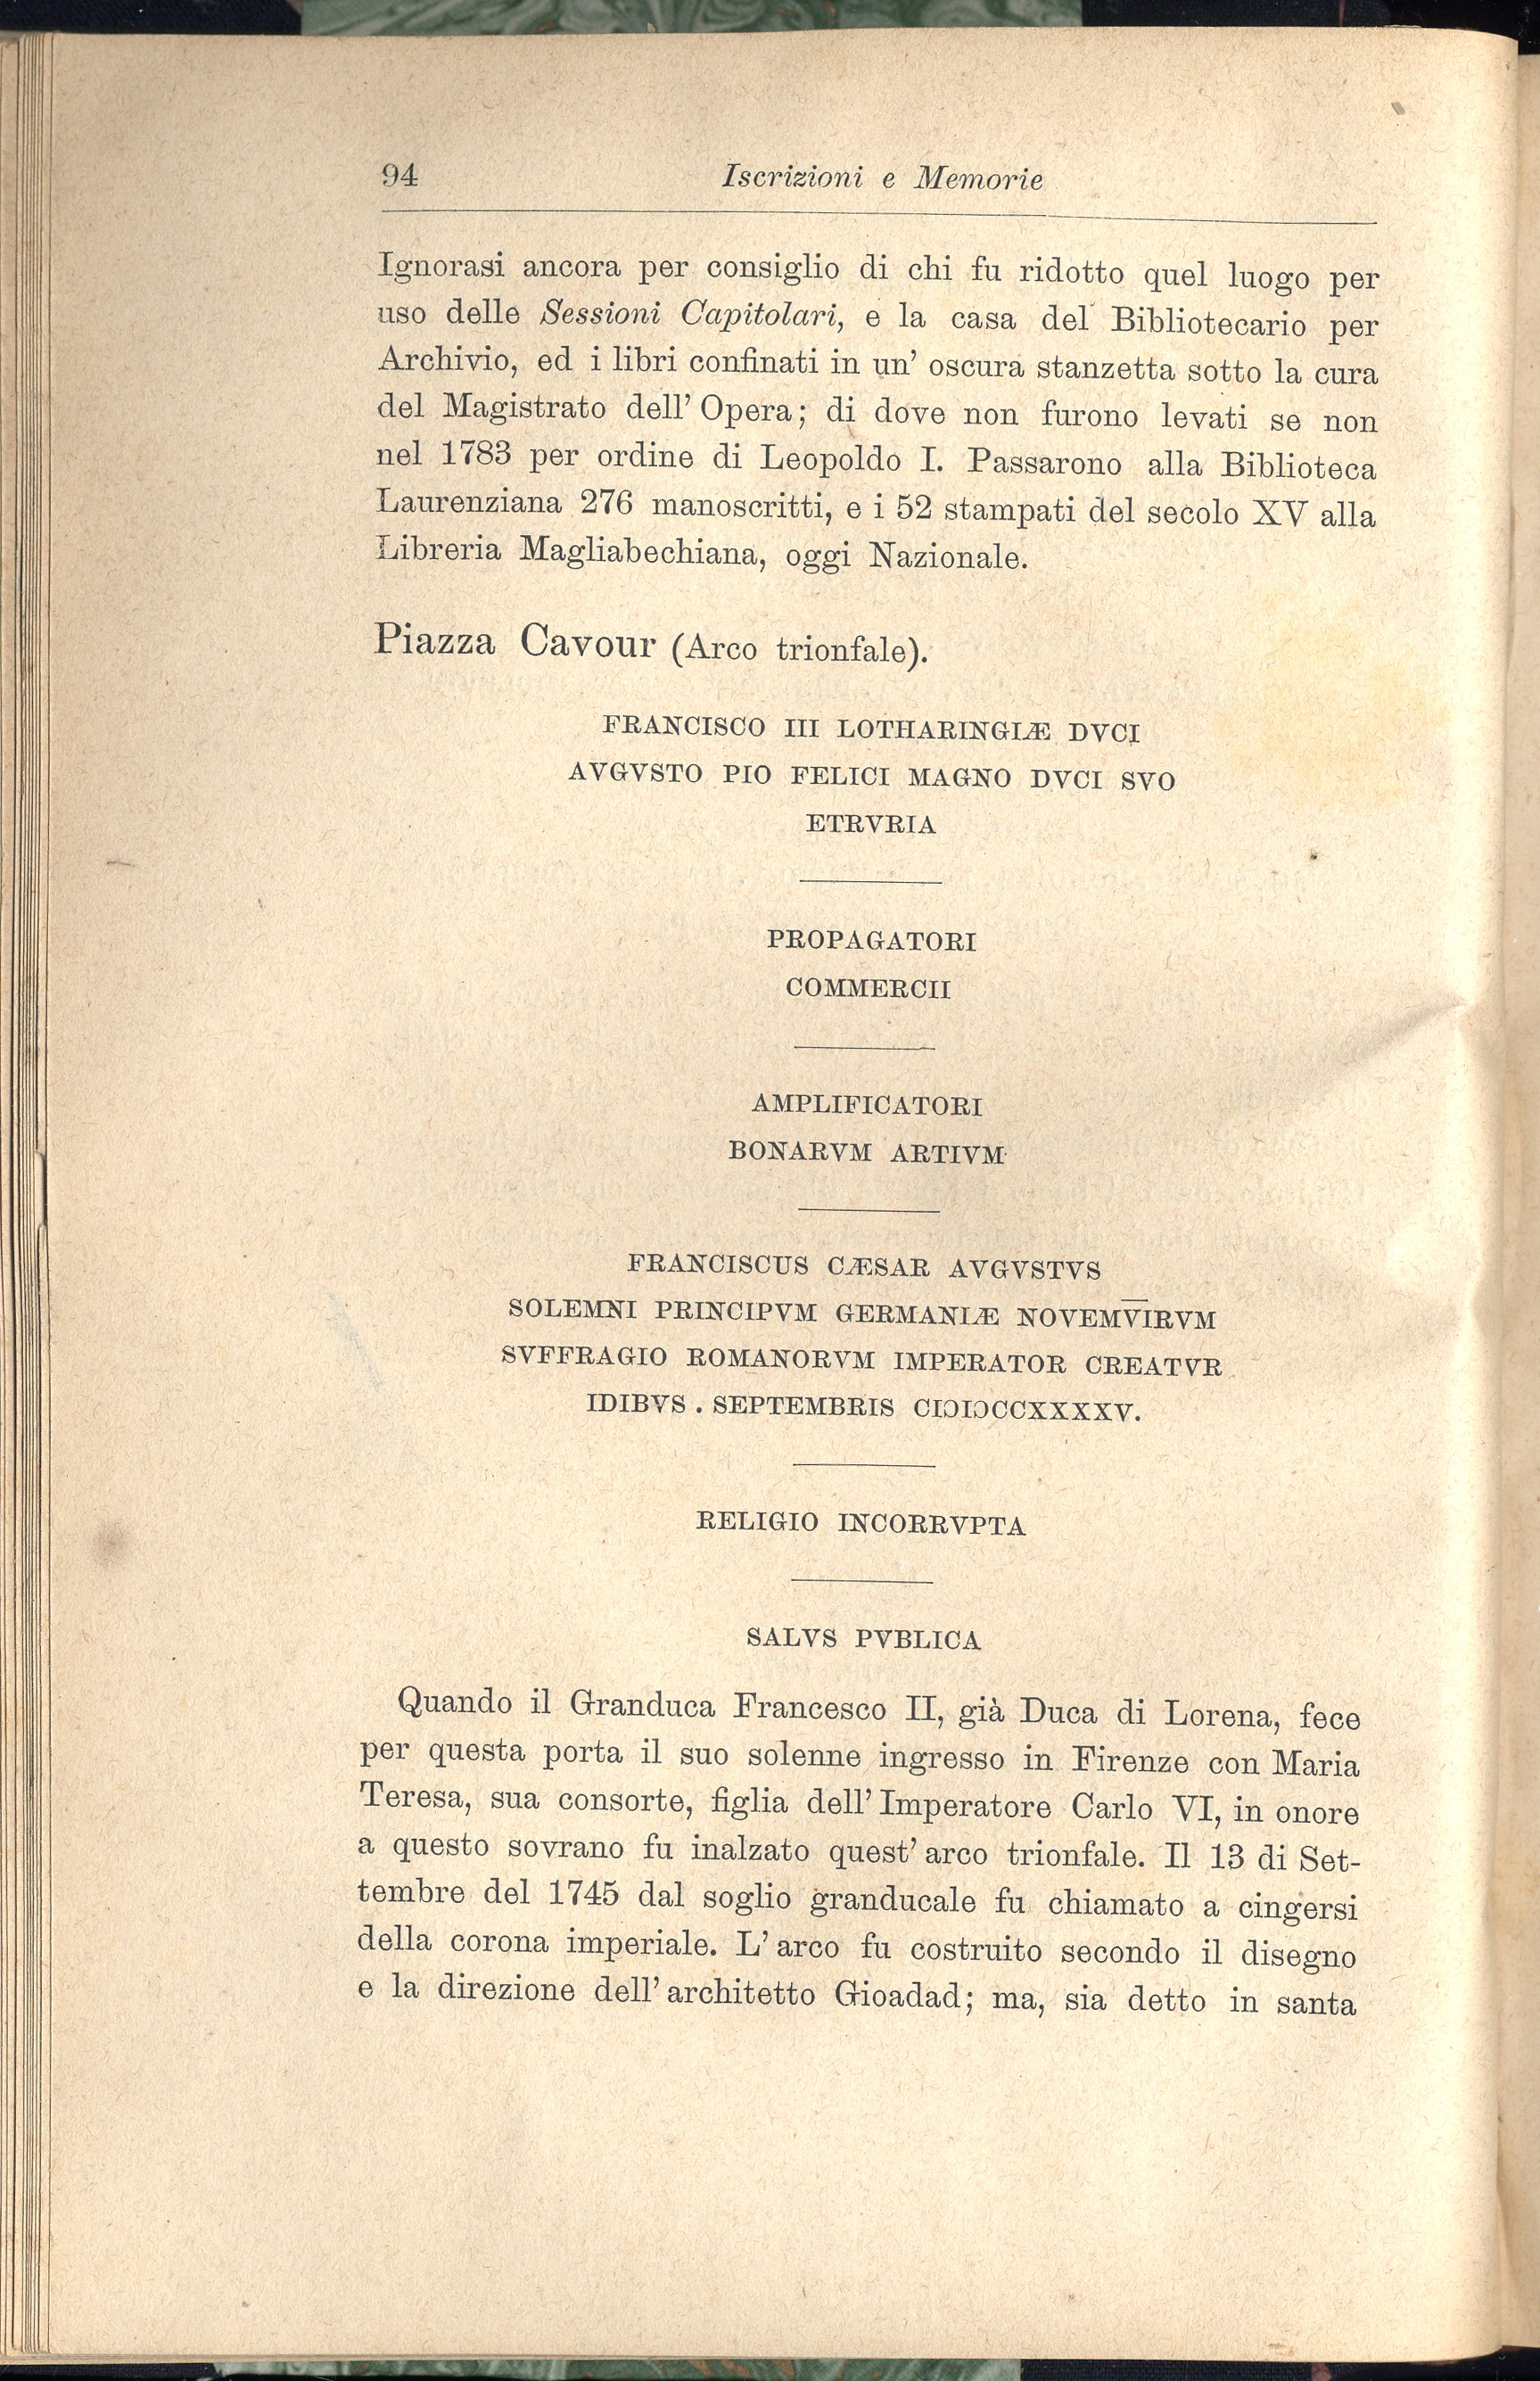 94 Iscrizioni e Memorie
Ignorasi ancora per consiglio di chi fu ridotto quel luogo per
uso delle Sessioni Capitolari, e la casa del Bibliotecario per
Archivio, ed i libri confinati in un' oscura stanzetta sotto la cura
del Magistrato dell' Opera; di dove non furono levati se non
nel 1783 per ordine di Leopoldo I. Passarono alla Biblioteca
Laurenziana 276 manoscritti, e i 52 stampati del secolo XV alla
Libreria Magliabechiana, oggi Nazionale.
Piazza Cavour (Arco trionfale).
FRANCISCO III LOTHARINGIÆ DVCI
AVGVSTO PIO FELICI MAGNO DVCI SVO
ETRVRIA
PROPAGATORI
COMMERCII
AMPLIFICATORI
BONARVM ARTIVM
FRANCISCUS CÆSAR AVGVSTVS
SOLEMNI PRINCIPVM GERMANIÆ NOVEMV̅IRVM
SVFFRAGIO ROMANORVM IMPERATOR CREATVR
IDIBVS . SEPTEMBRIS CIↃIↃCCXXXXV.
RELIGIO INCORRVPTA
SALVS PVBLICA
Quando il Granduca Francesco II, già Duca di Lorena, fece
per questa porta il suo solenne ingresso in Firenze con Maria
Teresa, sua consorte, figlia dell' Imperatore Carlo VI, in onore
a questo sovrano fu inalzato quest' arco trionfale. Il 13 di Set-
tembre del 1745 dal soglio granducale fu chiamato a cingersi
della corona imperiale. L' arco fu costruito secondo il disegno
e la direzione dell' architetto Gioadad; ma, sia detto in santa